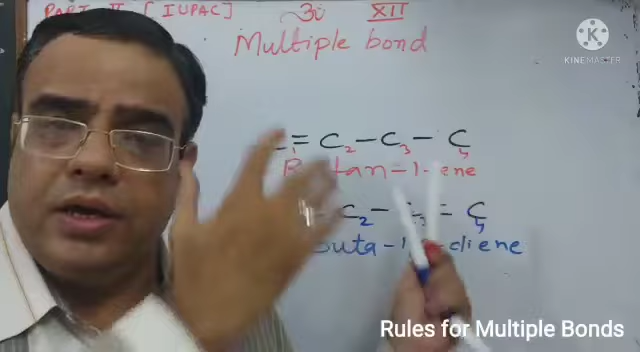 PART II [IUPAC] 30 XII
Multiple bond
= C2 - C3 - C4
Butan-1-ene
= C2 - C3 = C4
Buta-1 -diene
KINEMASTER
Rules for Multiple Bonds